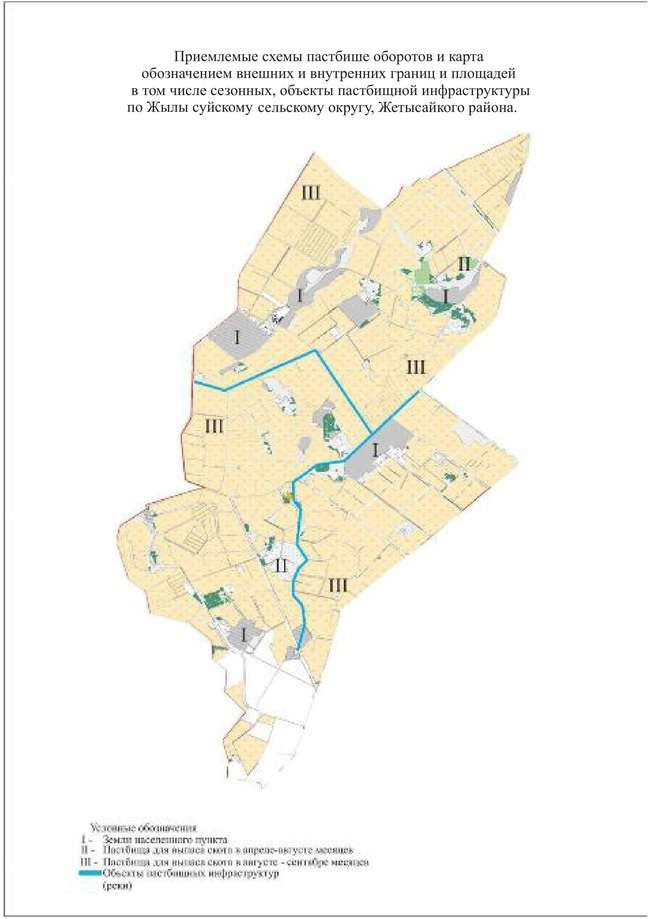 Приемлемые схемы пастбише оборотов и карта
обозначением внешних и внутренних границ и площадей
в том числе сезонных, объекты пастбищной инфраструктуры
по Жылы суйскому сельскому округу, Жетысайкого района.
III
II
I
I
I
III
III
I
II
III
I
Условные обозначения
I - Земли населенного пункта
II - Пастбища для выпаса скота в апреле-августе месяцев
III - Пастбища для выпаса скота в августе - сентябре месяцев
Объекты пастбищных инфраструктур
(реки)